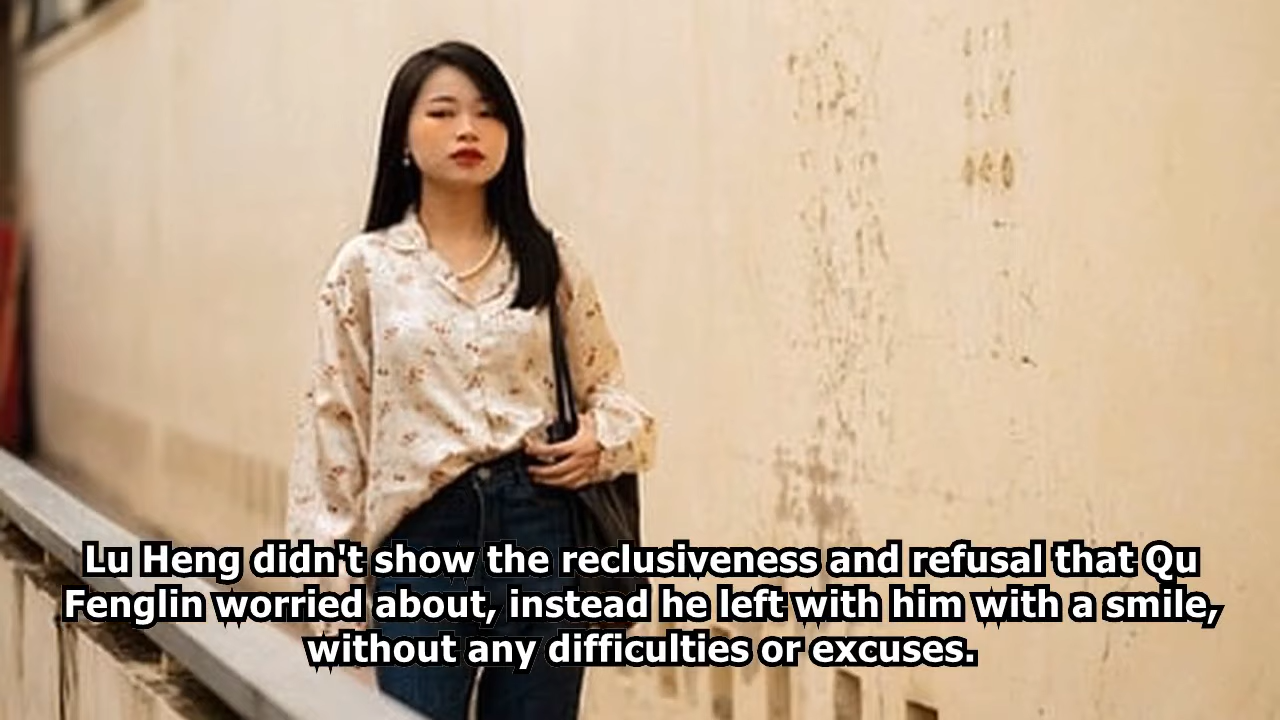 Lu Heng didn't show the reclusiveness and refusal that Qu
Fenglin worried about, instead he left with him with a smile,
without any difficulties or excuses.